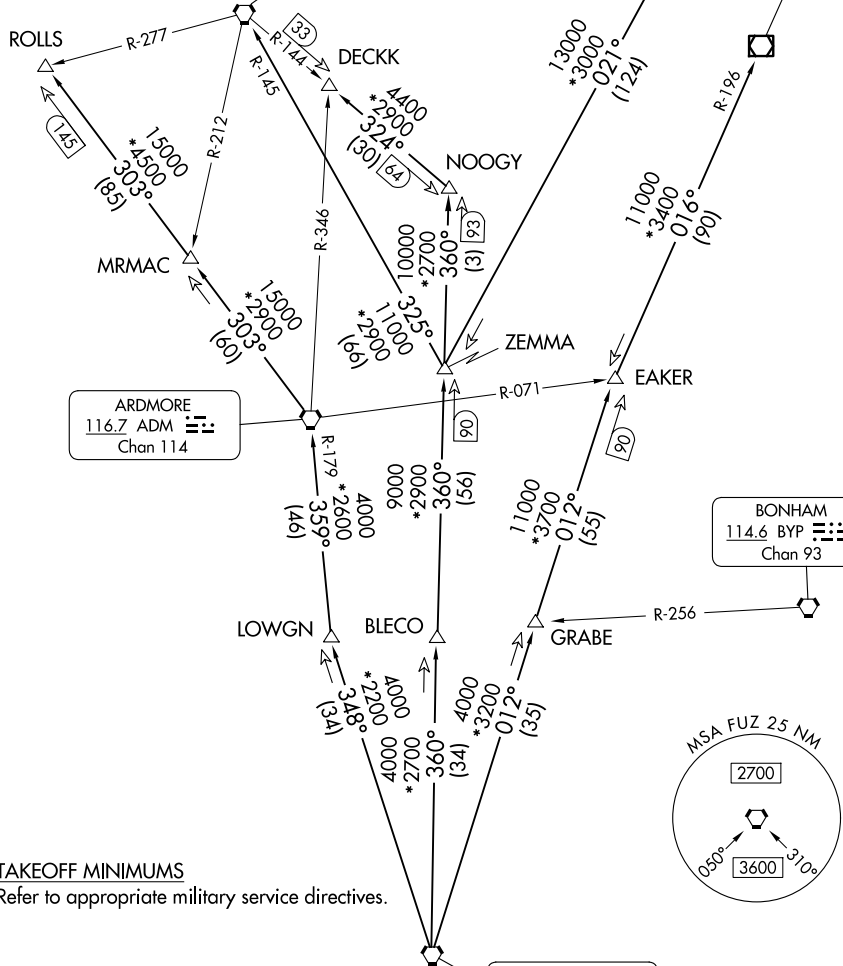 ROLLS
R-277
33
R-144
DECKK
R-145
13000
*3000
021°
(124)
R-196
145
15000
*4500
303°
(85)
R-212
4400
*2900
324°
(30)
64
NOOGY
R-346
93
11000
*3400
016°
(90)
MRMAC
10000
*2700
360°
(3)
15000
*2900
303°
(60)
325°
11000
*2900
(66)
ZEMMA
EAKER
R-071
ARDMORE
116.7 ADM
Chan 114
R-179
90
90
4000
*2600
359°
(46)
9000
*2900
360°
(56)
11000
*3700
012°
(55)
BONHAM
114.6 BYP
Chan 93
R-256
LOWGN
BLECO
GRABE
4000
*2200
348°
(34)
4000
*2700
360°
(34)
4000
*3200
012°
(35)
MSA FUZ 25 NM
2700
050°
3600
310°
TAKEOFF MINIMUMS
Refer to appropriate military service directives.